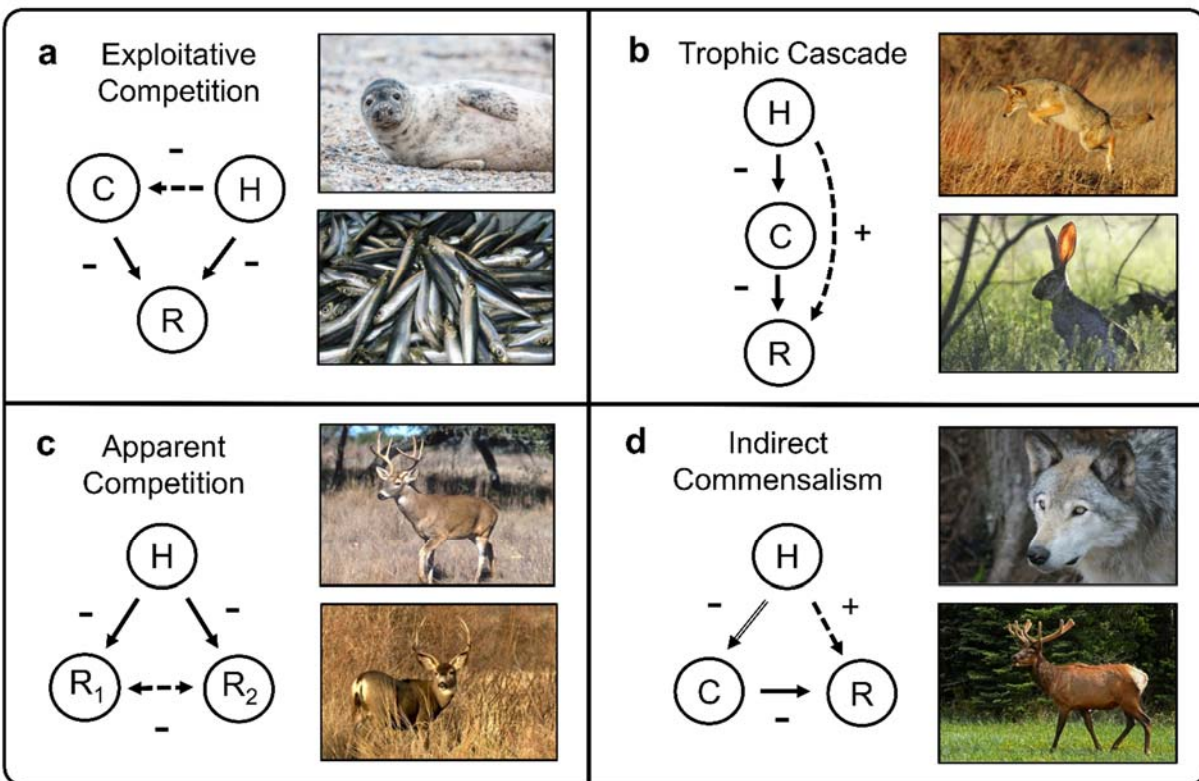 a
Exploitative
Competition
-
C
H
-
-
R
b
Trophic Cascade
H
-
C
+
-
R
c
Apparent
Competition
H
-
-
R1
R2
-
d
Indirect
Commensalism
H
-
+
C
R
-